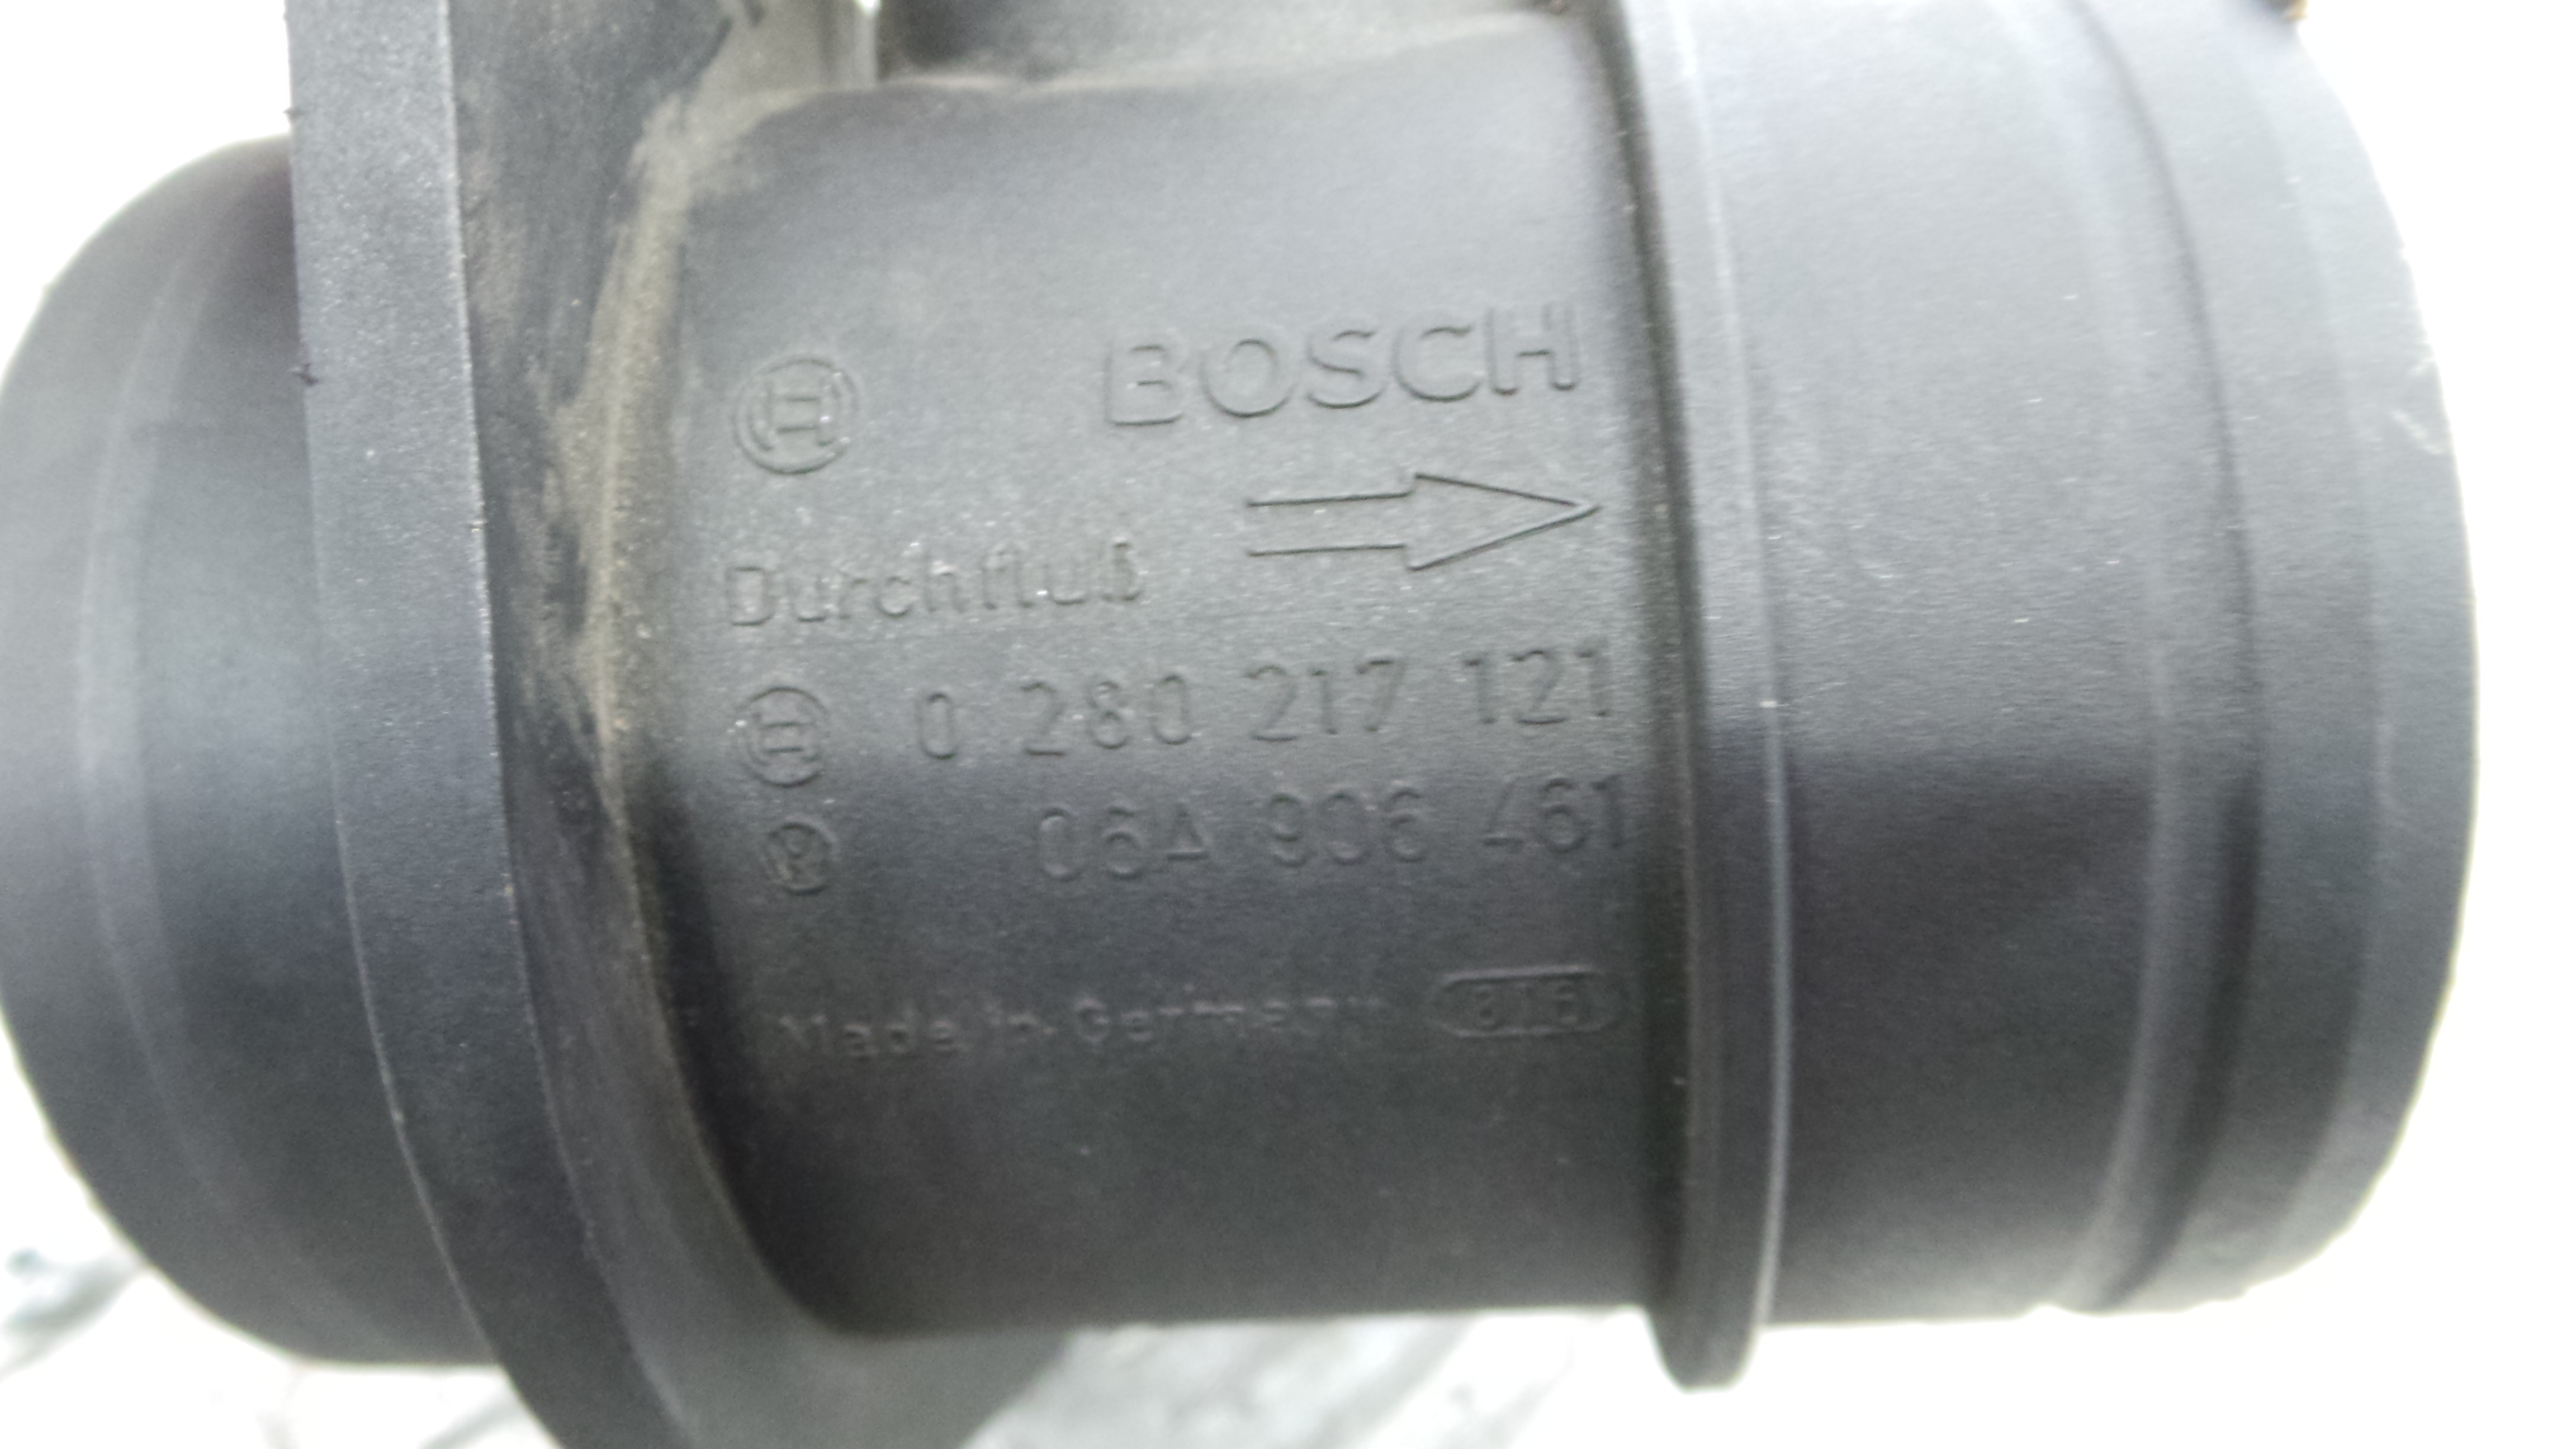 BOSCH
Durchfluß
0 280 217 121
06A 906 461
Made in Germany